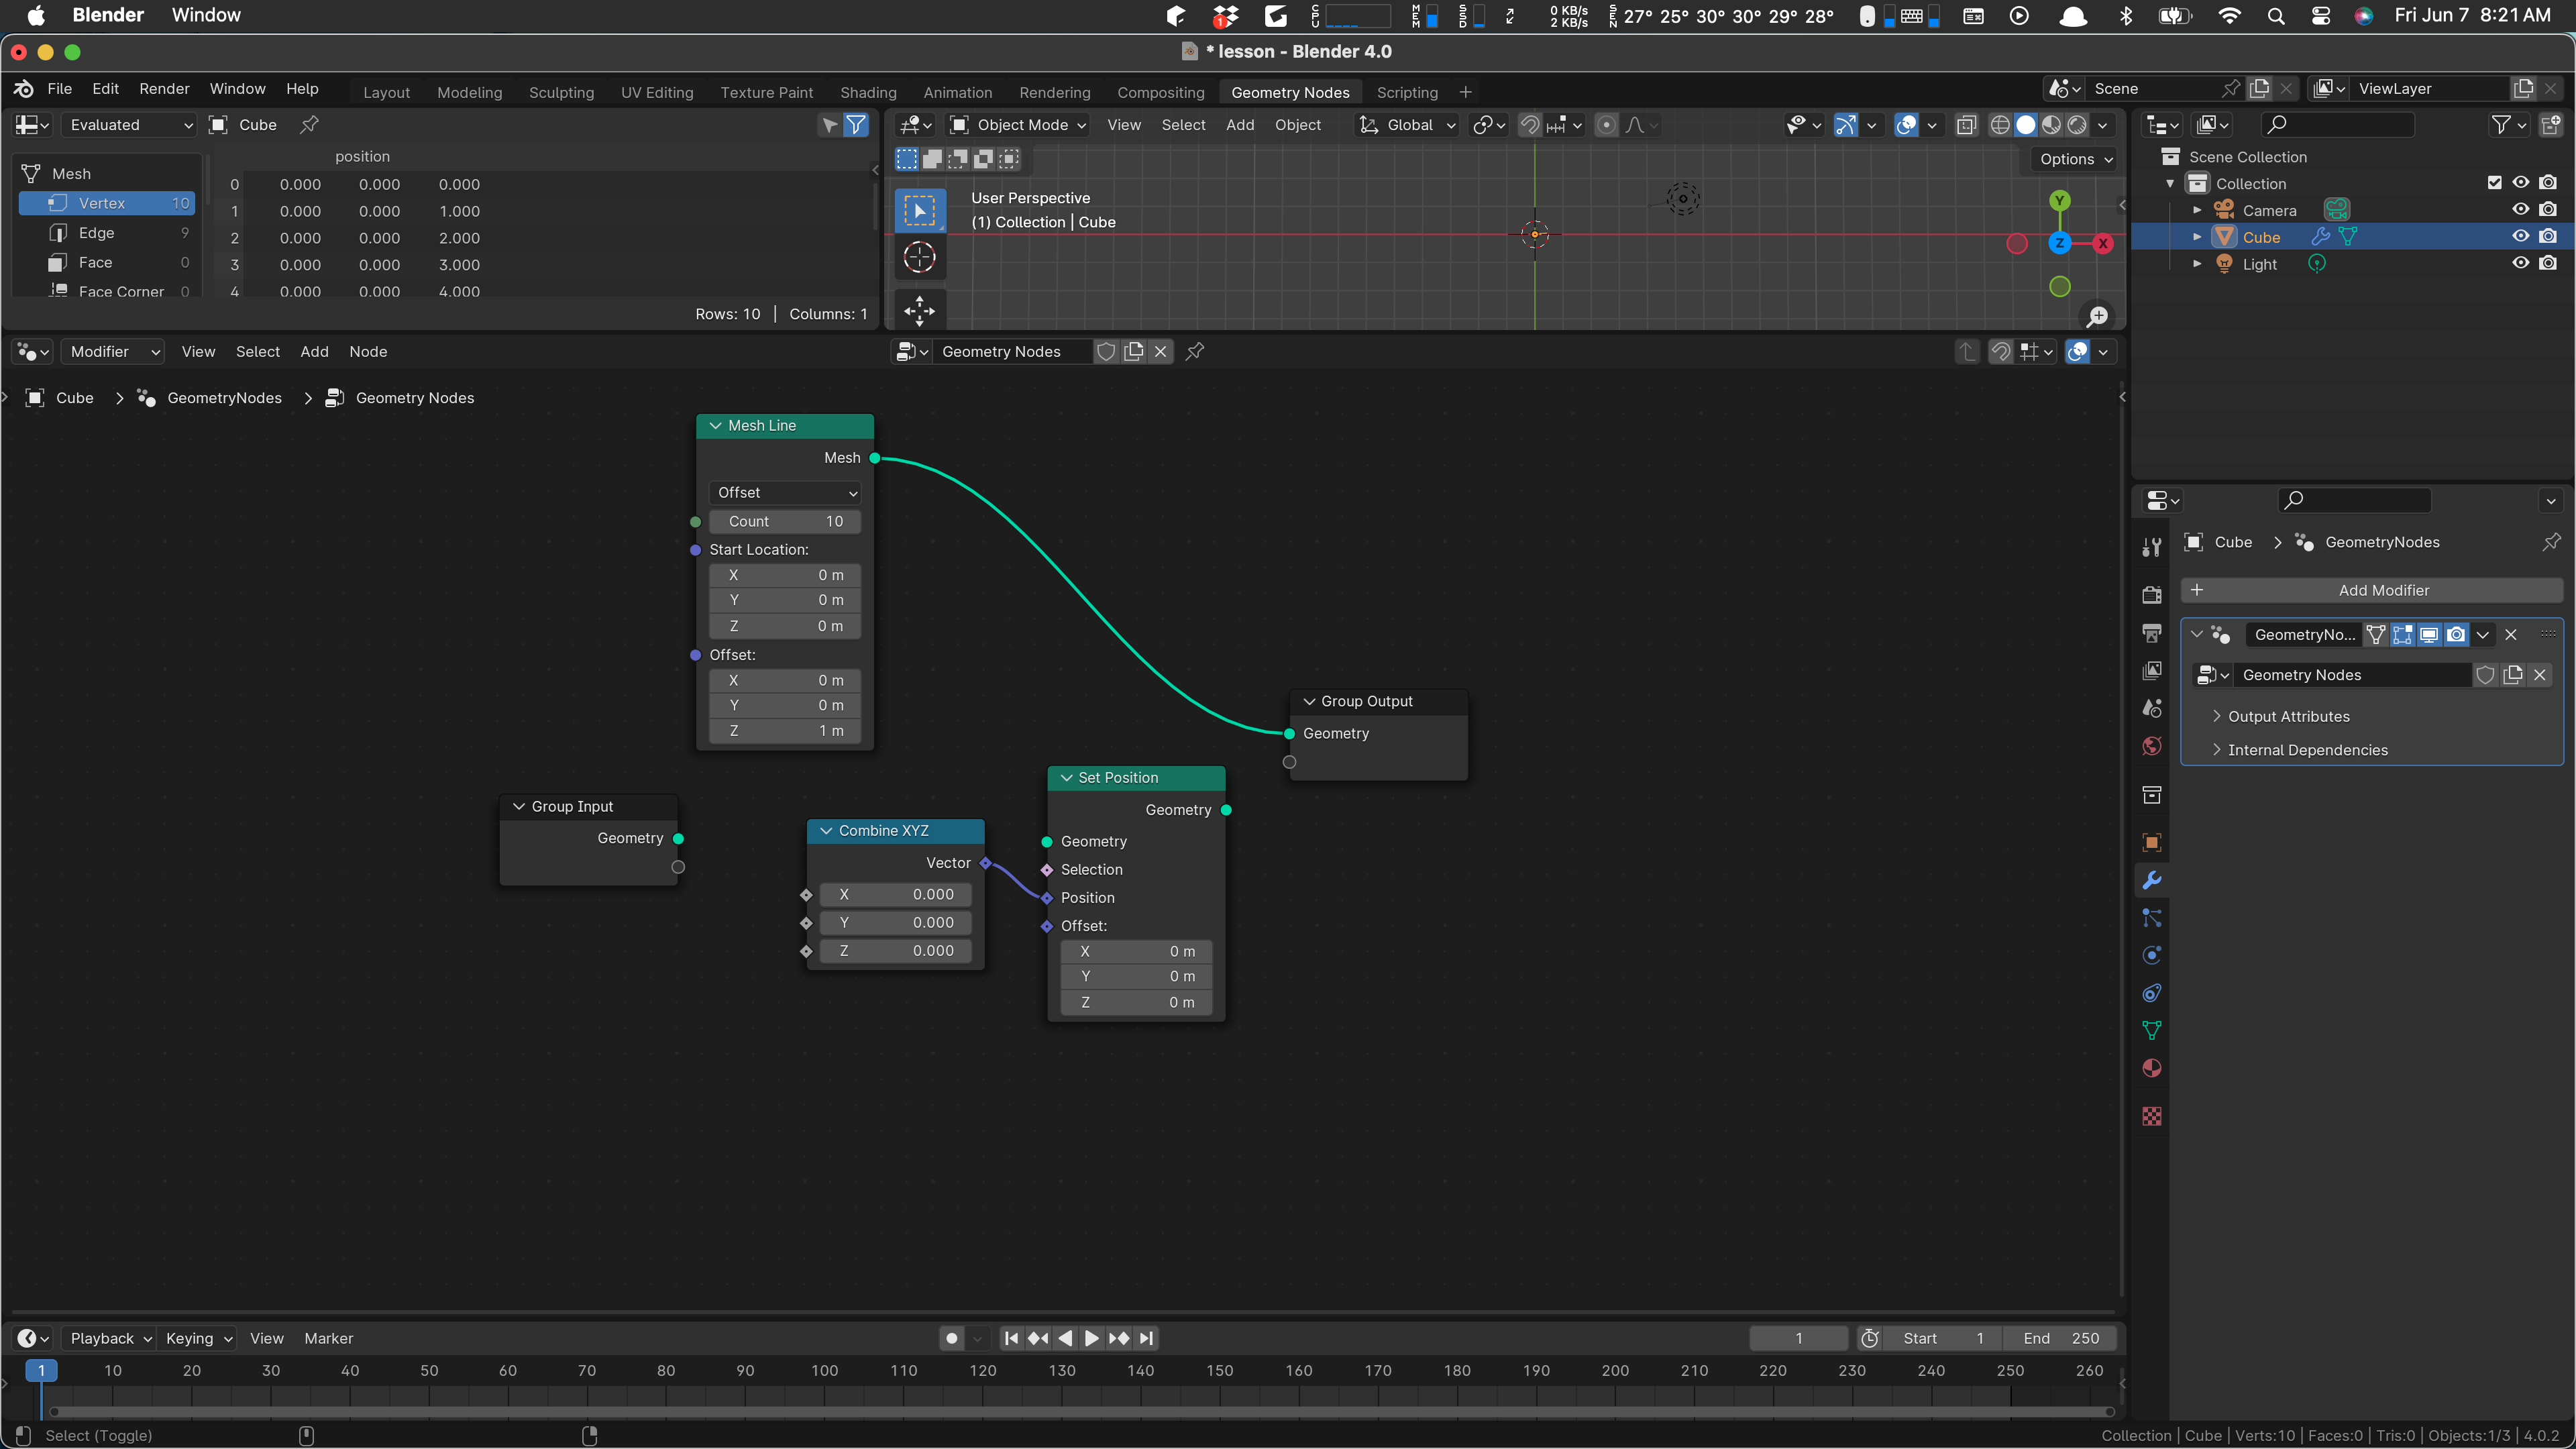 Blender Window
CPU MEM SSD 0 KB/s 2 KB/s SEN 27° 25° 30° 30° 29° 28° Fri Jun 7 8:21 AM
1
* lesson - Blender 4.0
File Edit Render Window Help Layout Modeling Sculpting UV Editing Texture Paint Shading Animation Rendering Compositing Geometry Nodes Scripting + Scene ViewLayer
Evaluated Cube
Object Mode View Select Add Object Global
Options
position
Mesh
Vertex 10
Edge 9
Face 0
Face Corner 0
0 0.000 0.000 0.000
1 0.000 0.000 1.000
2 0.000 0.000 2.000
3 0.000 0.000 3.000
4 0.000 0.000 4.000
Rows: 10 | Columns: 1
User Perspective
(1) Collection | Cube
Y
Z X
Scene Collection
Collection
Camera
Cube
Light
Modifier View Select Add Node Geometry Nodes
Cube > GeometryNodes > Geometry Nodes
Mesh Line
Mesh
Offset
Count 10
Start Location:
X 0 m
Y 0 m
Z 0 m
Offset:
X 0 m
Y 0 m
Z 1 m
Group Output
Geometry
Group Input
Geometry
Combine XYZ
Vector
X 0.000
Y 0.000
Z 0.000
Set Position
Geometry
Geometry
Selection
Position
Offset:
X 0 m
Y 0 m
Z 0 m
Cube > GeometryNodes
+ Add Modifier
GeometryNo...
Geometry Nodes
Output Attributes
Internal Dependencies
Playback Keying View Marker 1 Start 1 End 250
1 10 20 30 40 50 60 70 80 90 100 110 120 130 140 150 160 170 180 190 200 210 220 230 240 250 260
Select (Toggle)
Collection | Cube | Verts:10 | Faces:0 | Tris:0 | Objects:1/3 | 4.0.2